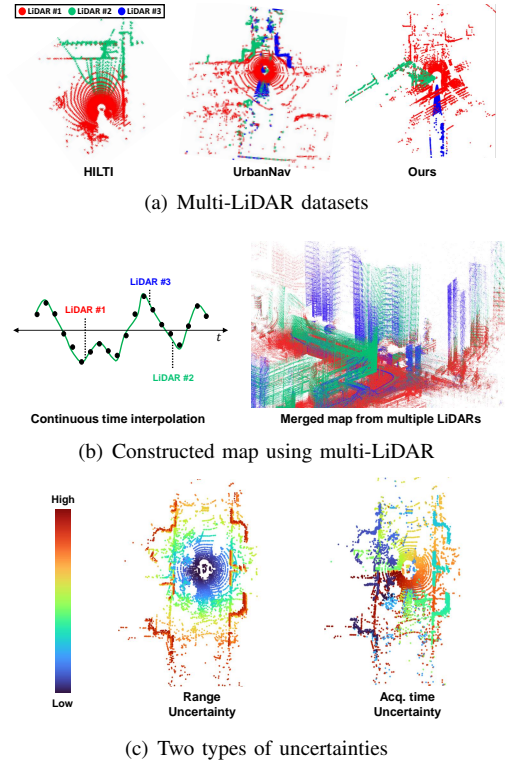 LiDAR #1 LiDAR #2 LiDAR #3
HILTI UrbanNav Ours
(a) Multi-LiDAR datasets
LiDAR #3
LiDAR #1
t
LiDAR #2
Continuous time interpolation Merged map from multiple LiDARs
(b) Constructed map using multi-LiDAR
High
Low
Range Acq. time
Uncertainty Uncertainty
(c) Two types of uncertainties